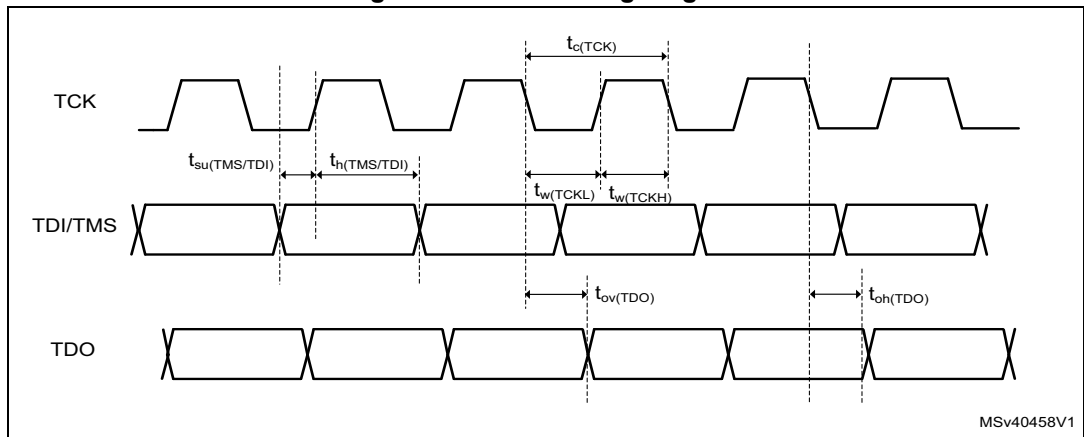 tc(TCK)
TCK
tsu(TMS/TDI) th(TMS/TDI)
tw(TCKL) tw(TCKH)
TDI/TMS
tov(TDO) toh(TDO)
TDO
MSv40458V1